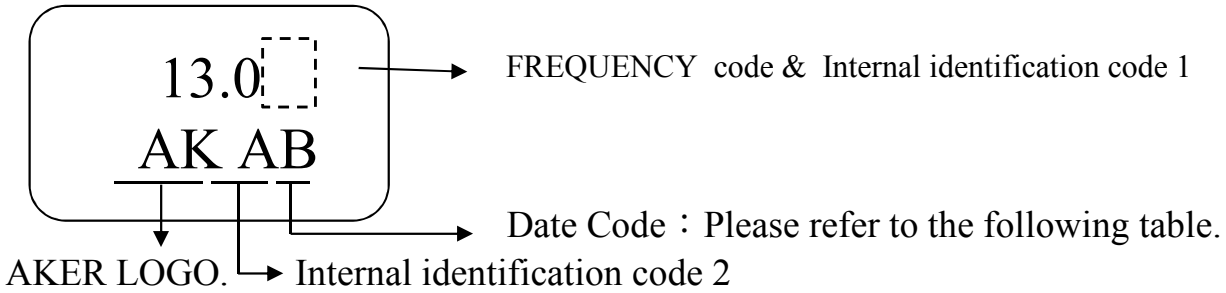 13.0
FREQUENCY code & Internal identification code 1
AK AB
Date Code：Please refer to the following table.
AKER LOGO.
Internal identification code 2